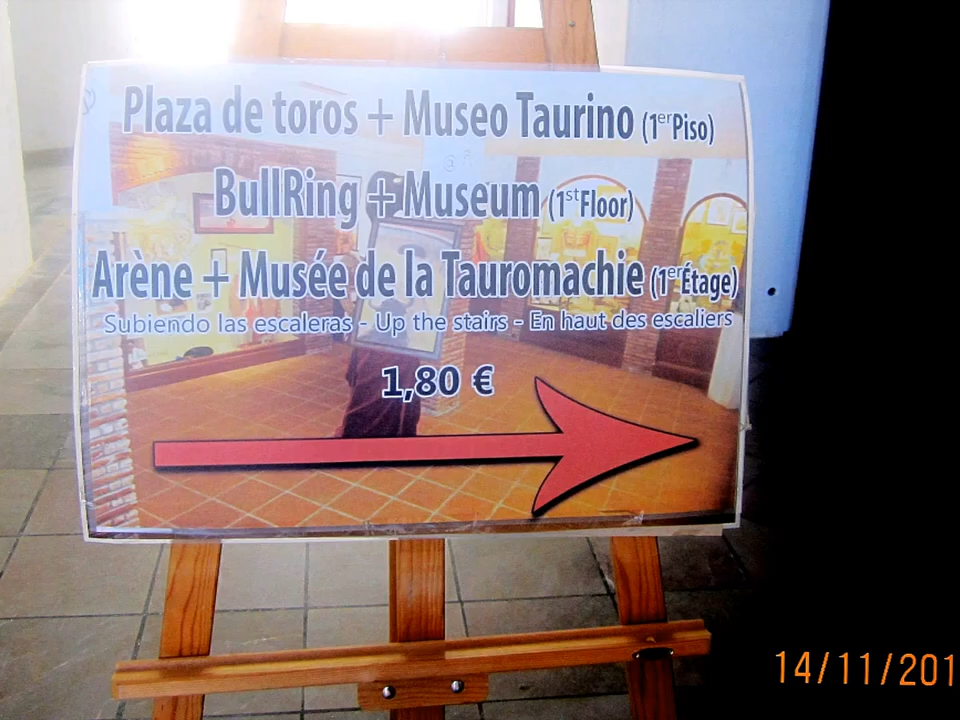 Plaza de toros + Museo Taurino (1er Piso)
BullRing + Museum (1st Floor)
Arène + Musée de la Tauromachie (1er Étage)
Subiendo las escaleras - Up the stairs - En haut des escaliers
1,80 €
14/11/201